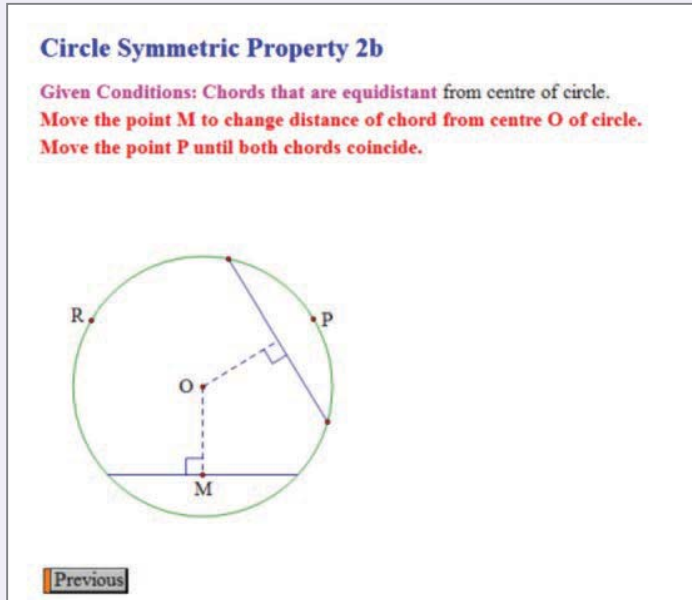 Circle Symmetric Property 2b
Given Conditions: Chords that are equidistant from centre of circle.
Move the point M to change distance of chord from centre O of circle.
Move the point P until both chords coincide.
R
P
O
M
Previous